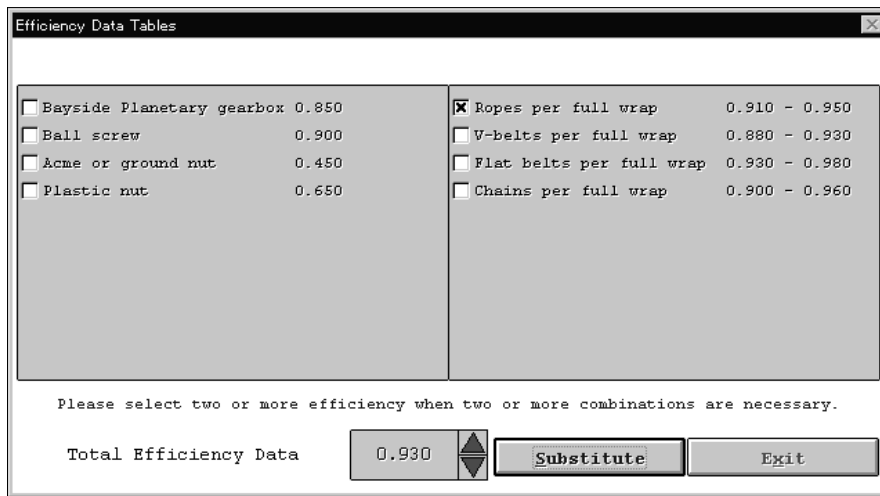 Efficiency Data Tables
Bayside Planetary gearbox 0.850
Ball screw 0.900
Acme or ground nut 0.450
Plastic nut 0.650
Ropes per full wrap 0.910 - 0.950
V-belts per full wrap 0.880 - 0.930
Flat belts per full wrap 0.930 - 0.980
Chains per full wrap 0.900 - 0.960
Please select two or more efficiency when two or more combinations are necessary.
Total Efficiency Data 0.930 Substitute Exit